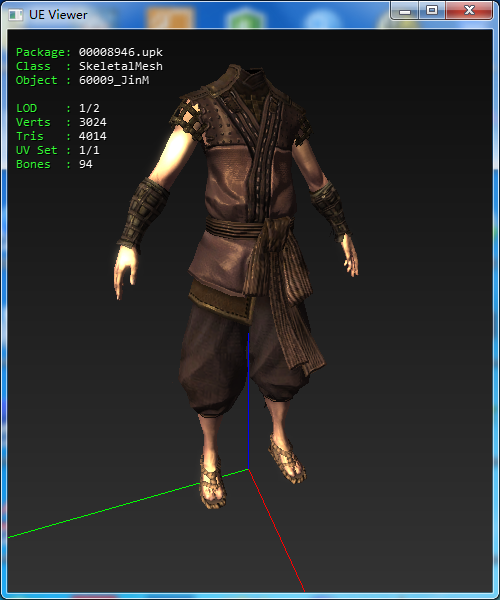 UE Viewer
Package: 00008946.upk
Class : SkeletalMesh
Object : 60009_JinM
LOD : 1/2
Verts : 3024
Tris : 4014
UV Set : 1/1
Bones : 94